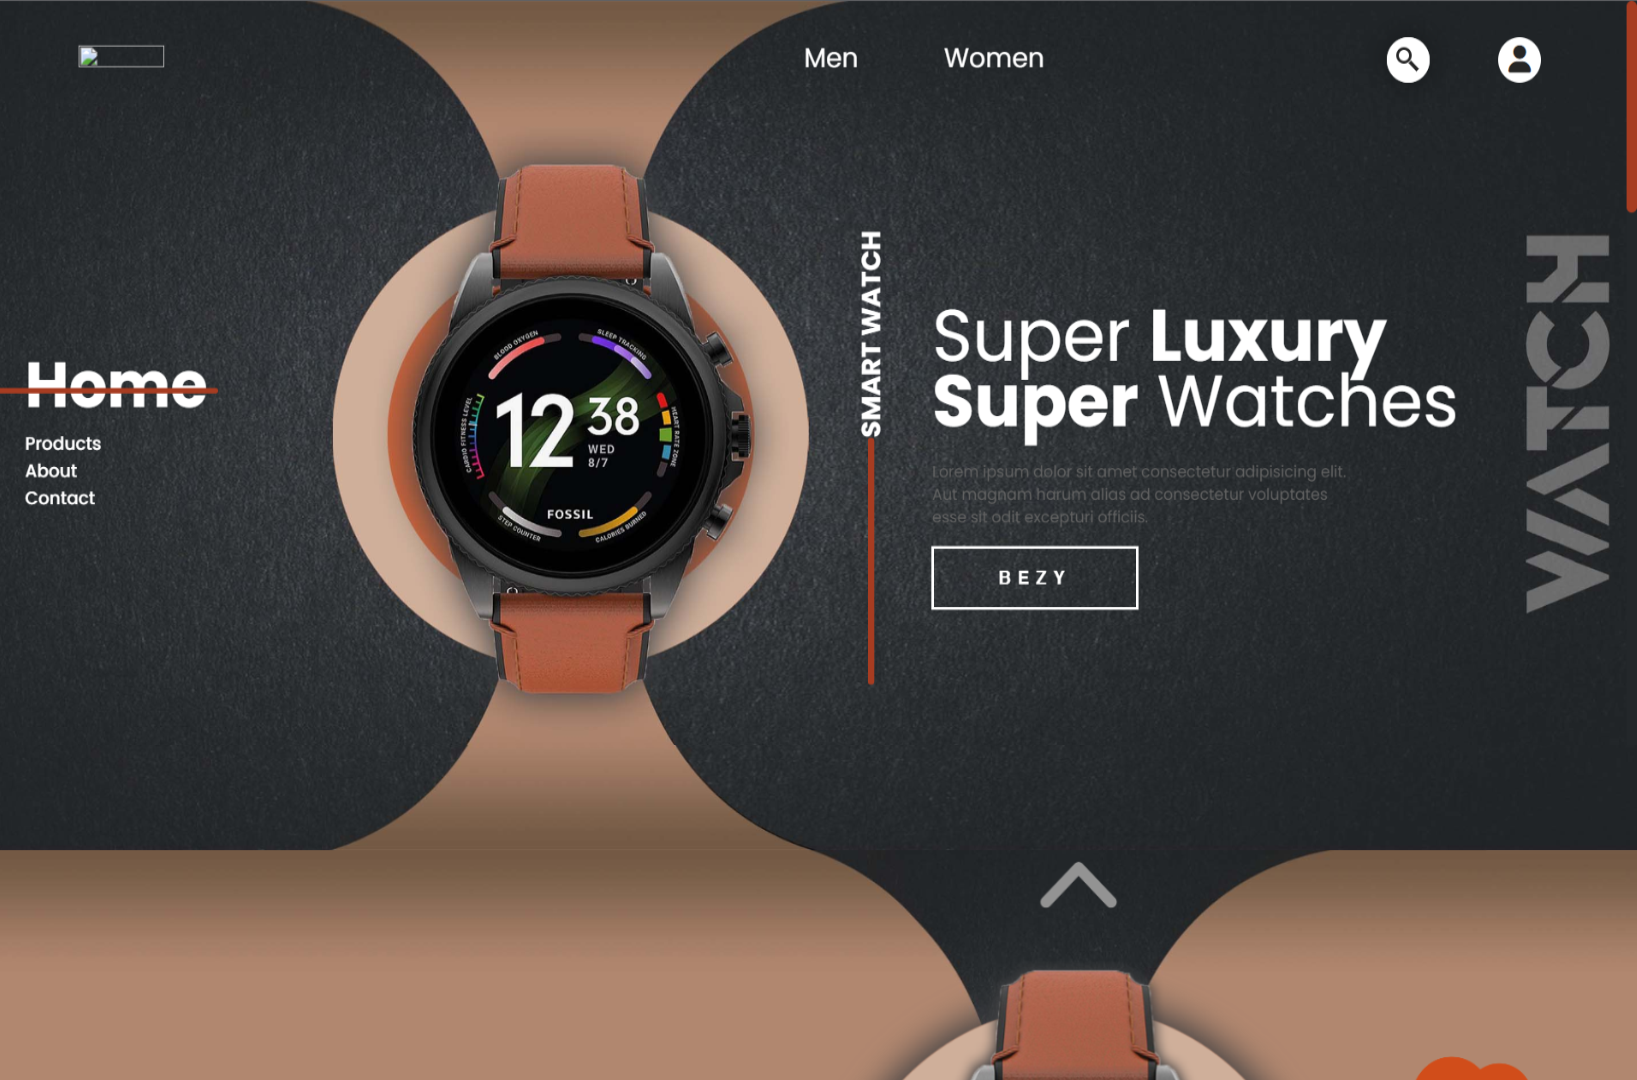 Men
Women
Home
Products
About
Contact
BLOOD OXYGEN
SLEEP TRACKING
CARDIO FITNESS LEVEL
HEART RATE ZONE
12
38
WED
8/7
FOSSIL
STEP COUNTER
CALORIES BURNED
SMART WATCH
Super Luxury
Super Watches
Lorem ipsum dolor sit amet consectetur adipisicing elit.
Aut magnam harum alias ad consectetur voluptates
esse sit odit excepturi officiis.
BEZY
WATCH